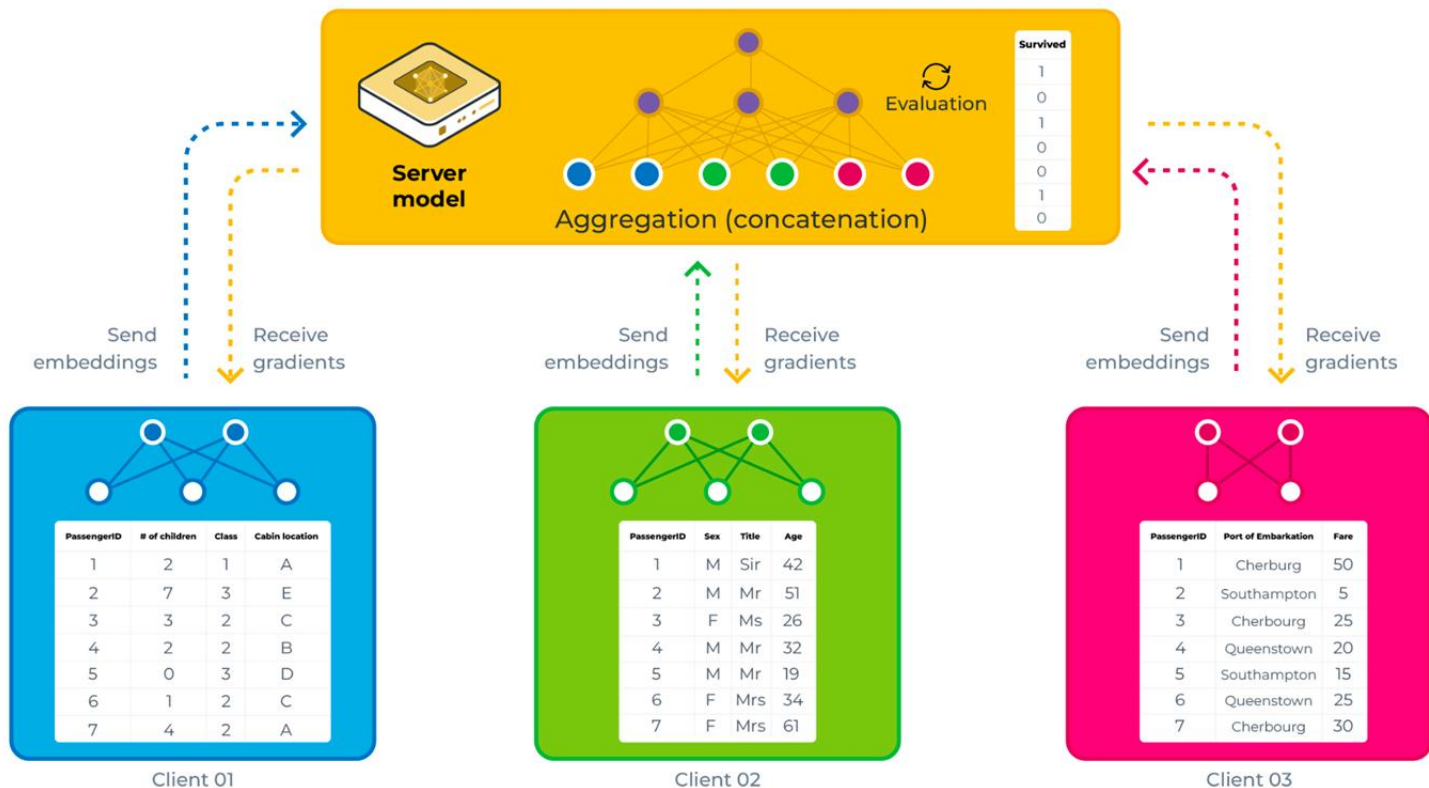 Survived
1
0
1
0
0
1
0
Evaluation
Server
model
Aggregation (concatenation)
Send
embeddings
Receive
gradients
Send
embeddings
Receive
gradients
Send
embeddings
Receive
gradients
PassengerID # of children Class Cabin location
1 2 1 A
2 7 3 E
3 3 2 C
4 2 2 B
5 0 3 D
6 1 2 C
7 4 2 A
Client 01
PassengerID Sex Title Age
1 M Sir 42
2 M Mr 51
3 F Ms 26
4 M Mr 32
5 M Mr 19
6 F Mrs 34
7 F Mrs 61
Client 02
PassengerID Port of Embarkation Fare
1 Cherburg 50
2 Southampton 5
3 Cherbourg 25
4 Queenstown 20
5 Southampton 15
6 Queenstown 25
7 Cherbourg 30
Client 03